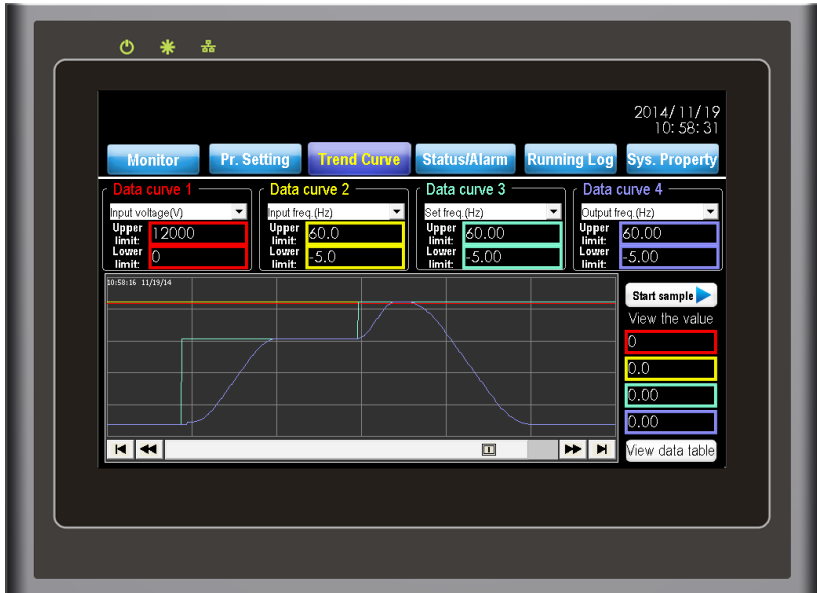 2014/11/19
10:58:31
Monitor Pr. Setting Trend Curve Status/Alarm Running Log Sys. Property
Data curve 1 Data curve 2 Data curve 3 Data curve 4
Input voltage(V) Input freq.(Hz) Set freq.(Hz) Output freq.(Hz)
Upper limit: 12000 Upper limit: 60.0 Upper limit: 60.00 Upper limit: 60.00
Lower limit: 0 Lower limit: -5.0 Lower limit: -5.00 Lower limit: -5.00
10:58:16 11/19/14
Start sample
View the value
0
0.0
0.00
0.00
View data table